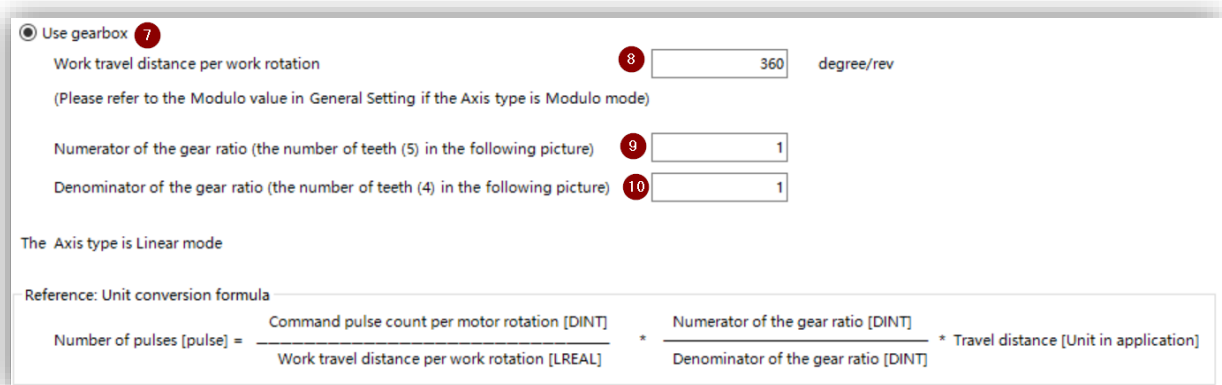 Use gearbox 7
Work travel distance per work rotation 8 360 degree/rev
(Please refer to the Modulo value in General Setting if the Axis type is Modulo mode)
Numerator of the gear ratio (the number of teeth (5) in the following picture) 9 1
Denominator of the gear ratio (the number of teeth (4) in the following picture) 10 1
The Axis type is Linear mode
Reference: Unit conversion formula
Command pulse count per motor rotation [DINT] Numerator of the gear ratio [DINT]
Number of pulses [pulse] = * * Travel distance [Unit in application]
Work travel distance per work rotation [LREAL] Denominator of the gear ratio [DINT]